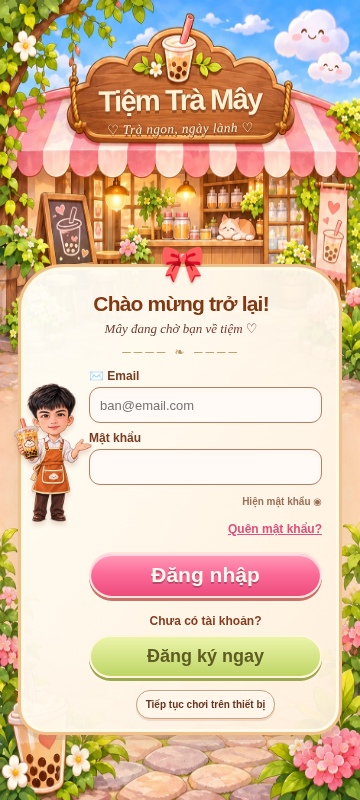 Tiệm Trà Mây
♡ Trà ngon, ngày lành ♡
Chào mừng trở lại!
Mây đang chờ bạn về tiệm ♡
✉️ Email
ban@email.com
Mật khẩu
Hiện mật khẩu ◉
Quên mật khẩu?
Đăng nhập
Chưa có tài khoản?
Đăng ký ngay
Tiếp tục chơi trên thiết bị